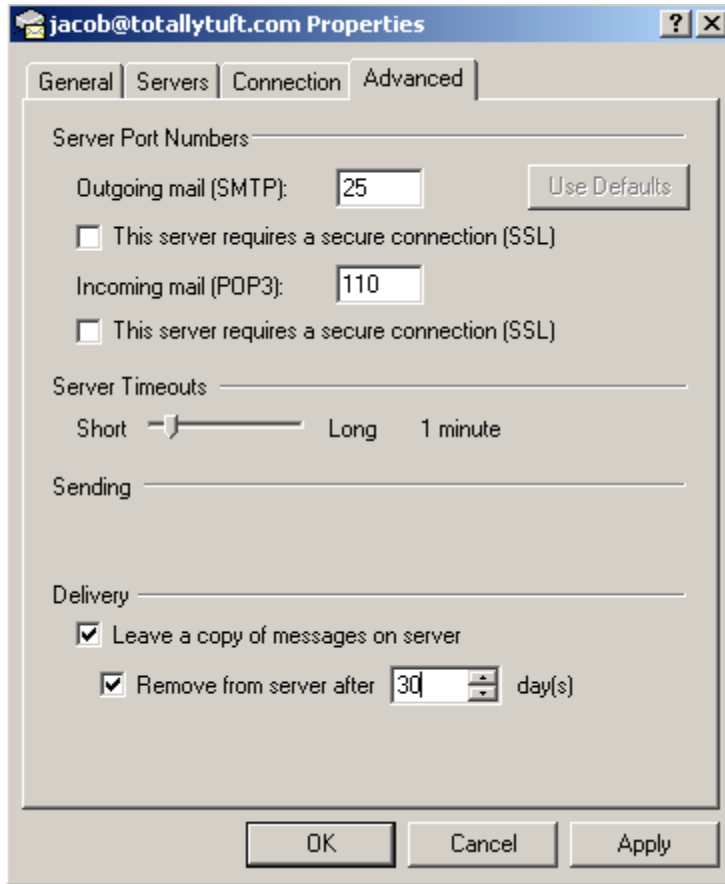 jacob@totallytuft.com Properties
General Servers Connection Advanced
Server Port Numbers
Outgoing mail (SMTP): 25 Use Defaults
This server requires a secure connection (SSL)
Incoming mail (POP3): 110
This server requires a secure connection (SSL)
Server Timeouts
Short Long 1 minute
Sending
Delivery
Leave a copy of messages on server
Remove from server after 30 day(s)
OK Cancel Apply